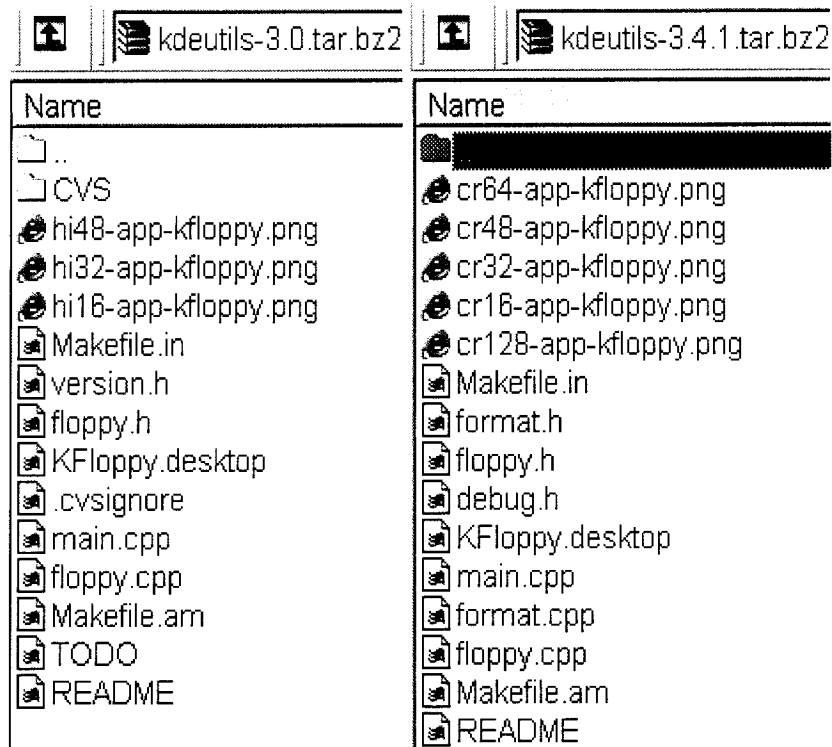 kdeutils-3.0.tar.bz2
Name
..
CVS
hi48-app-kfloppy.png
hi32-app-kfloppy.png
hi16-app-kfloppy.png
Makefile.in
version.h
floppy.h
KFloppy.desktop
.cvsignore
main.cpp
floppy.cpp
Makefile.am
TODO
README
kdeutils-3.4.1.tar.bz2
Name
cr64-app-kfloppy.png
cr48-app-kfloppy.png
cr32-app-kfloppy.png
cr16-app-kfloppy.png
cr128-app-kfloppy.png
Makefile.in
format.h
floppy.h
debug.h
KFloppy.desktop
main.cpp
format.cpp
floppy.cpp
Makefile.am
README